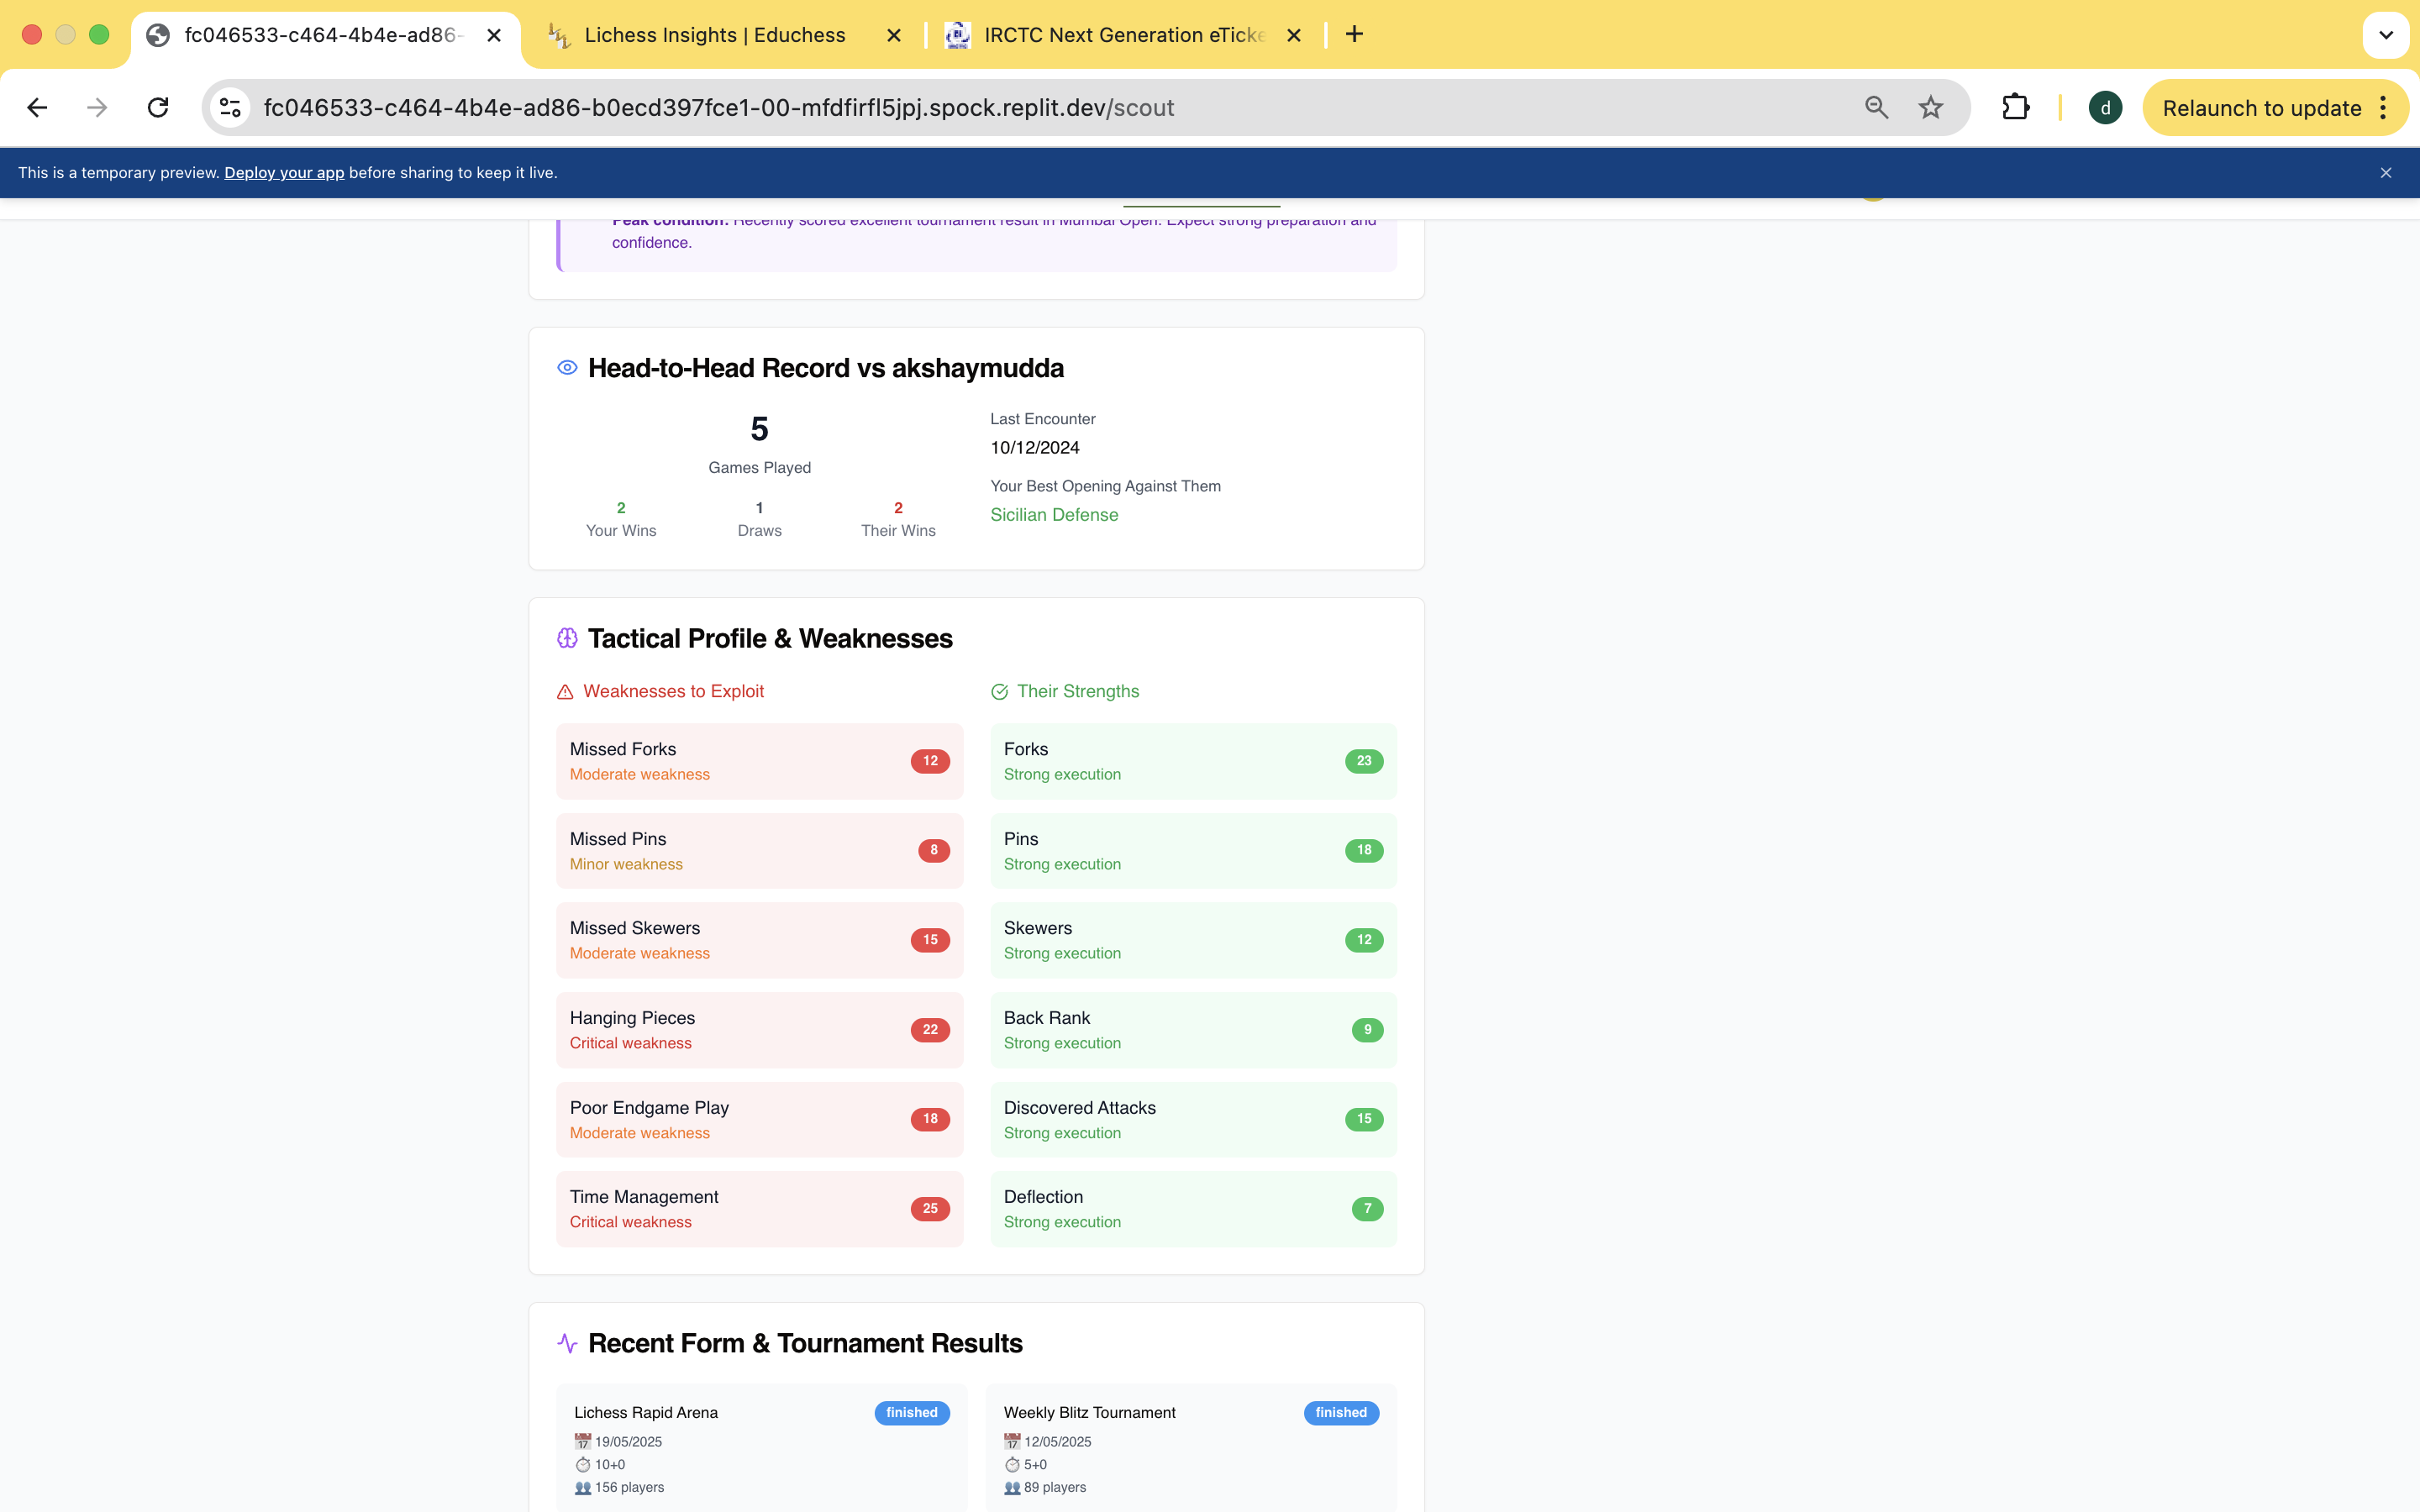 fc046533-c464-4b4e-ad86-
Lichess Insights | Educhess
IRCTC Next Generation eTicke
fc046533-c464-4b4e-ad86-b0ecd397fce1-00-mfdfirfl5jpj.spock.replit.dev/scout
d
Relaunch to update
This is a temporary preview. Deploy your app before sharing to keep it live.
Peak condition: Recently scored excellent tournament result in Mumbai Open. Expect strong preparation and
confidence.
Head-to-Head Record vs akshaymudda
5
Games Played
2
Your Wins
1
Draws
2
Their Wins
Last Encounter
10/12/2024
Your Best Opening Against Them
Sicilian Defense
Tactical Profile & Weaknesses
Weaknesses to Exploit
Missed Forks
Moderate weakness
12
Missed Pins
Minor weakness
8
Missed Skewers
Moderate weakness
15
Hanging Pieces
Critical weakness
22
Poor Endgame Play
Moderate weakness
18
Time Management
Critical weakness
25
Their Strengths
Forks
Strong execution
23
Pins
Strong execution
18
Skewers
Strong execution
12
Back Rank
Strong execution
9
Discovered Attacks
Strong execution
15
Deflection
Strong execution
7
Recent Form & Tournament Results
Lichess Rapid Arena
finished
19/05/2025
10+0
156 players
Weekly Blitz Tournament
finished
12/05/2025
5+0
89 players